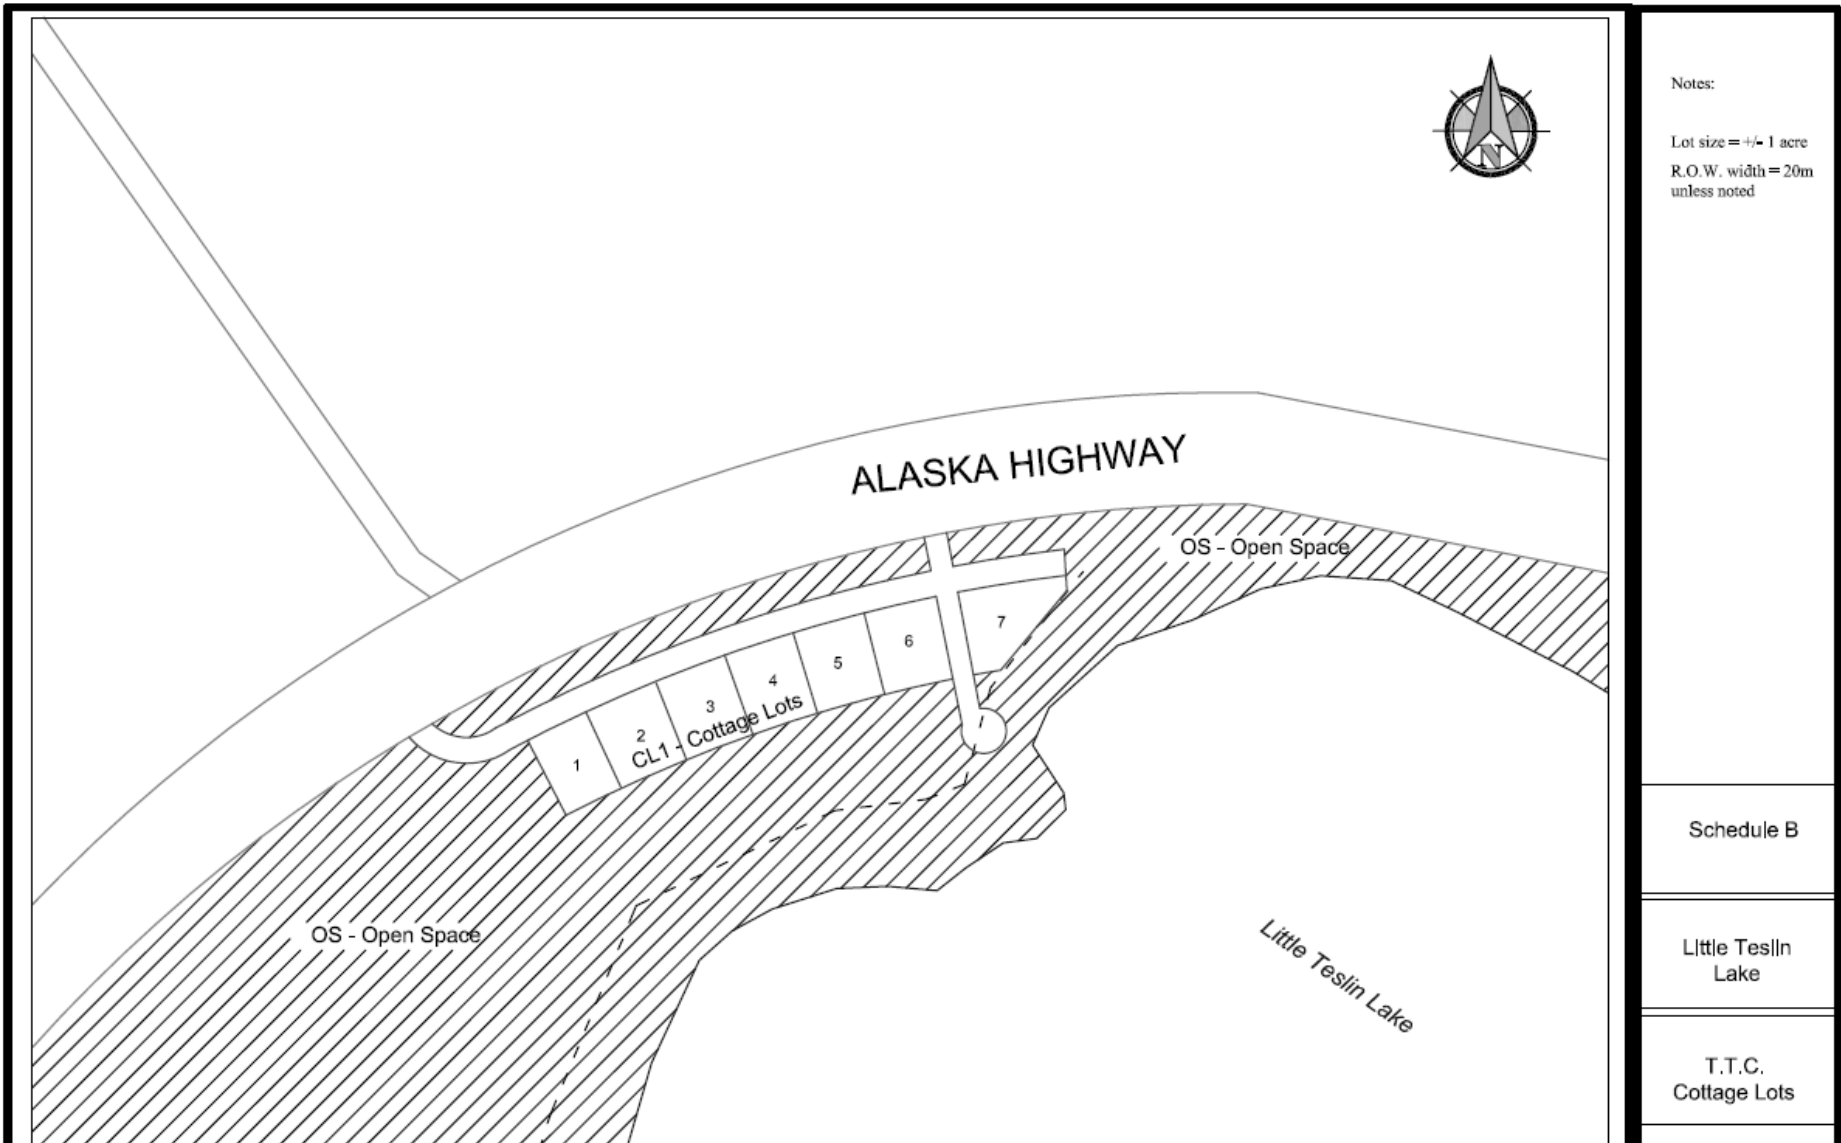 N
ALASKA HIGHWAY
OS - Open Space
7
6
5
4
3
2
1
CL1 - Cottage Lots
OS - Open Space
Little Teslin Lake
Notes:
Lot size = +/- 1 acre
R.O.W. width = 20m
unless noted
Schedule B
Little Teslin
Lake
T.T.C.
Cottage Lots